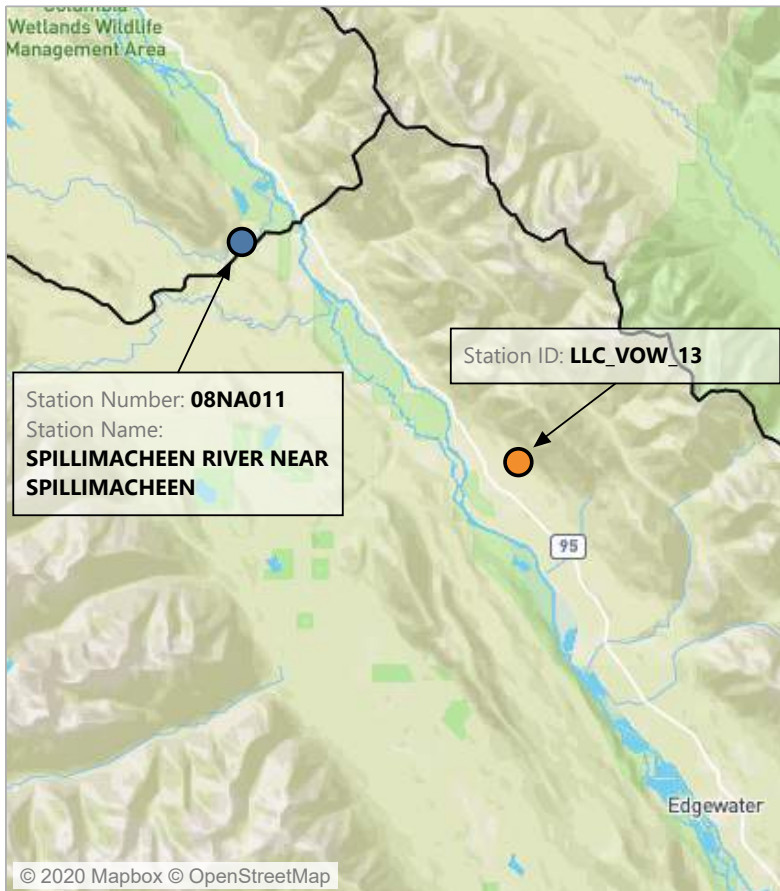 Columbia
Wetlands Wildlife
Management Area
Station ID: LLC_VOW_13
Station Number: 08NA011
Station Name:
SPILLIMACHEEN RIVER NEAR
SPILLIMACHEEN
95
Edgewater
© 2020 Mapbox © OpenStreetMap